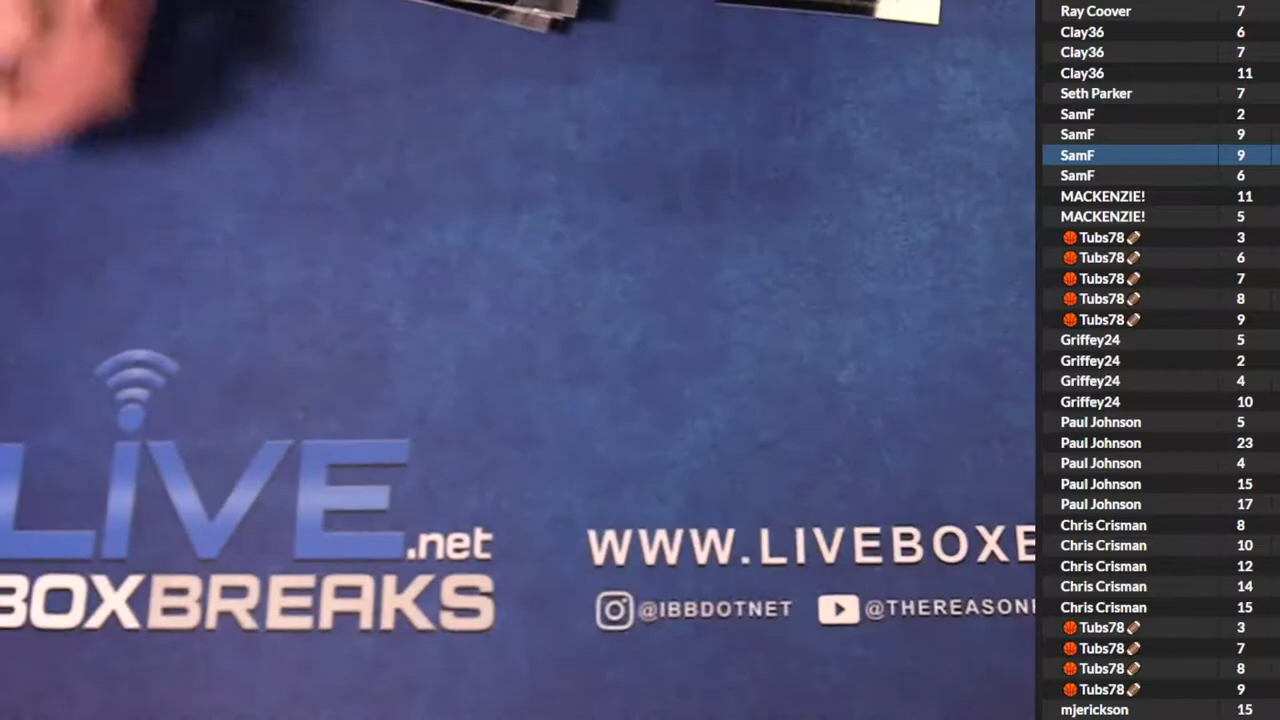 LIVE
.net
BOXBREAKS
WWW.LIVEBOXE
@IBBDOTNET
@THEREASON
Ray Coover 7
Clay36 6
Clay36 7
Clay36 11
Seth Parker 7
SamF 2
SamF 9
SamF 9
SamF 6
MACKENZIE! 11
MACKENZIE! 5
🏀Tubs78🏈 3
🏀Tubs78🏈 6
🏀Tubs78🏈 7
🏀Tubs78🏈 8
🏀Tubs78🏈 9
Griffey24 5
Griffey24 2
Griffey24 4
Griffey24 10
Paul Johnson 5
Paul Johnson 23
Paul Johnson 4
Paul Johnson 15
Paul Johnson 17
Chris Crisman 8
Chris Crisman 10
Chris Crisman 12
Chris Crisman 14
Chris Crisman 15
🏀Tubs78🏈 3
🏀Tubs78🏈 7
🏀Tubs78🏈 8
🏀Tubs78🏈 9
mjerickson 15